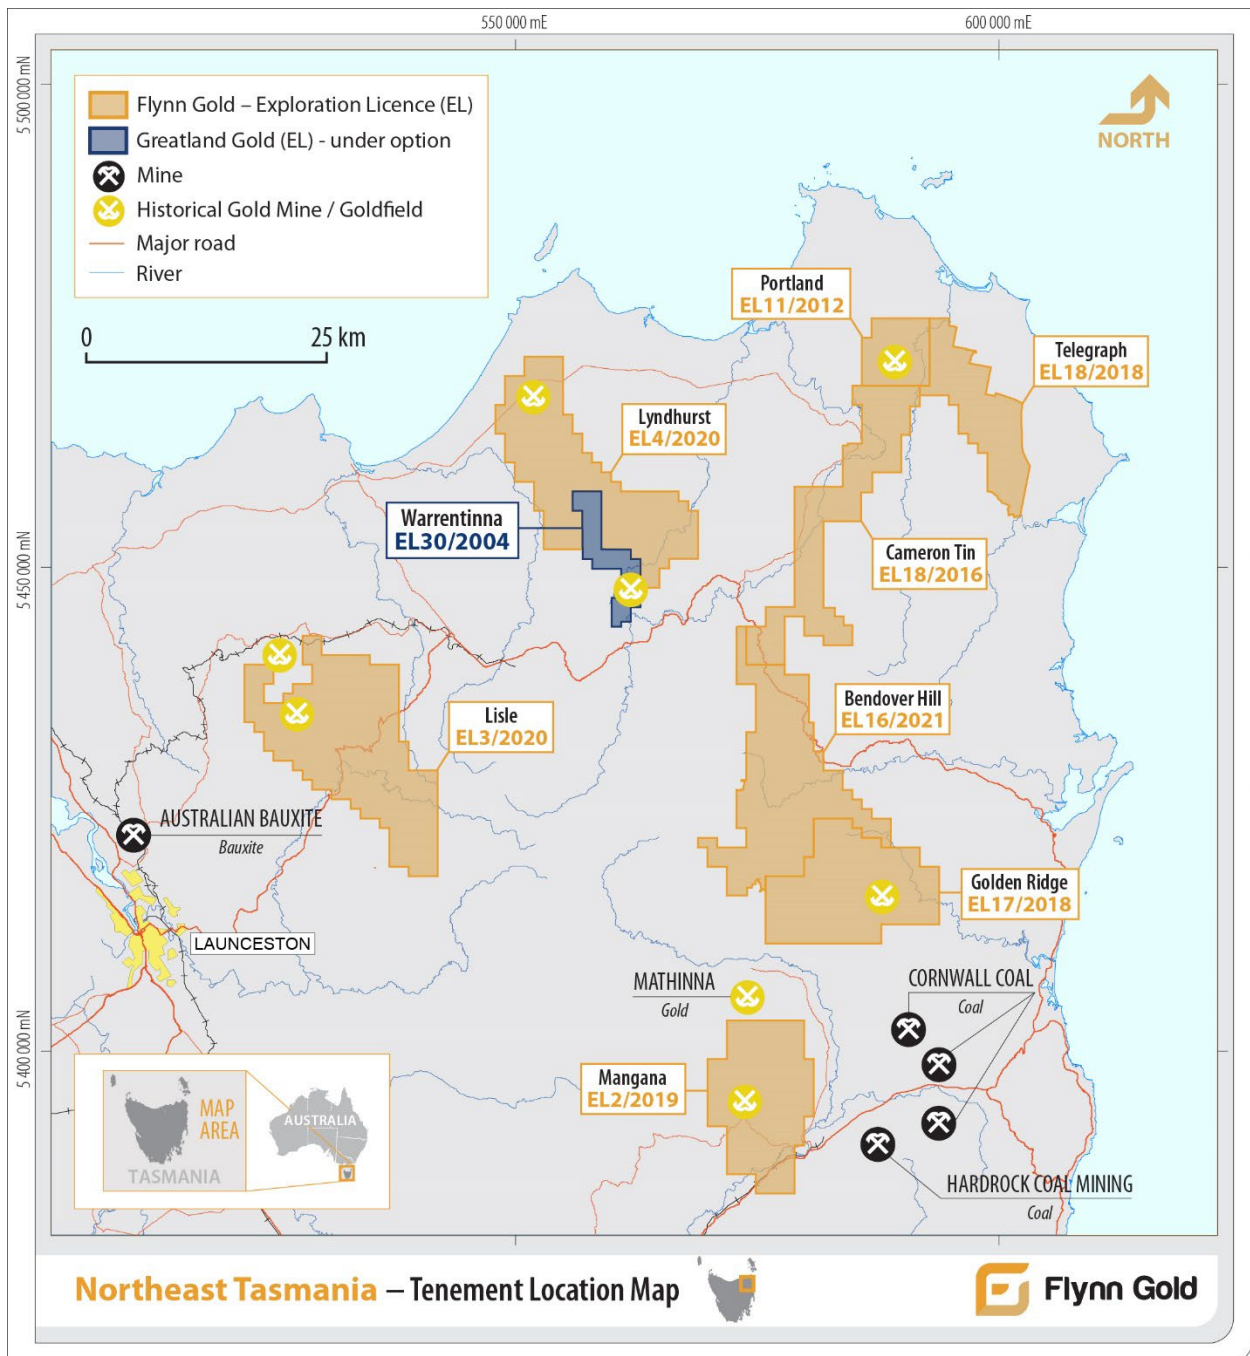 550 000 mE
600 000 mE
5 500 000 mN
5 450 000 mN
5 400 000 mN
Flynn Gold – Exploration Licence (EL)
Greatland Gold (EL) - under option
Mine
Historical Gold Mine / Goldfield
Major road
River
NORTH
0
25 km
Portland
EL11/2012
Telegraph
EL18/2018
Lyndhurst
EL4/2020
Warrentinna
EL30/2004
Cameron Tin
EL18/2016
Bendover Hill
EL16/2021
Lisle
EL3/2020
AUSTRALIAN BAUXITE
Bauxite
Golden Ridge
EL17/2018
LAUNCESTON
MATHINNA
Gold
CORNWALL COAL
Coal
Mangana
EL2/2019
HARDROCK COAL MINING
Coal
MAP
AREA
TASMANIA
AUSTRALIA
Northeast Tasmania – Tenement Location Map
Flynn Gold